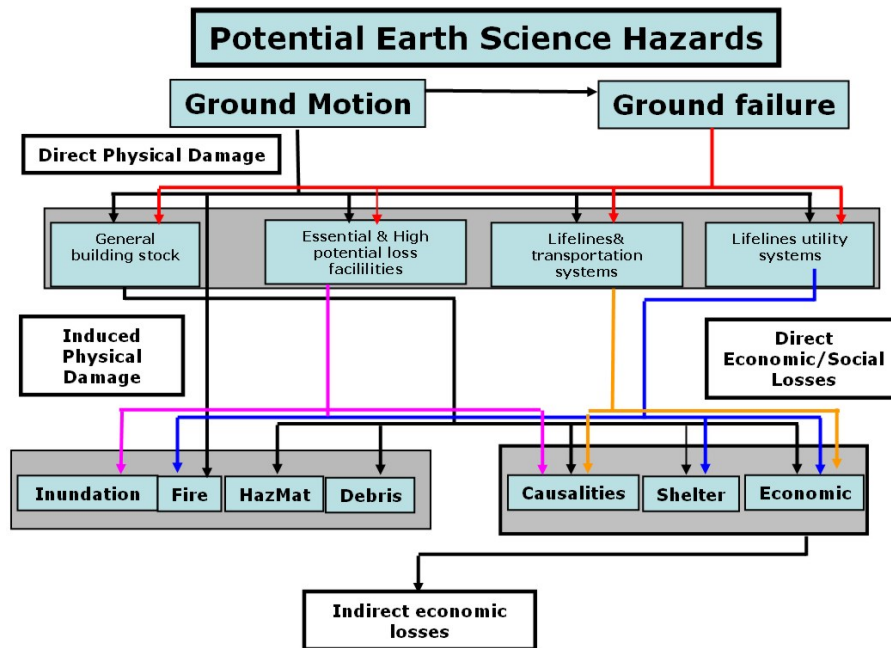 Potential Earth Science Hazards
Ground Motion
Ground failure
Direct Physical Damage
General
building stock
Essential & High
potential loss
facililities
Lifelines&
transportation
systems
Lifelines utility
systems
Induced
Physical
Damage
Direct
Economic/Social
Losses
Inundation
Fire
HazMat
Debris
Causalities
Shelter
Economic
Indirect economic
losses